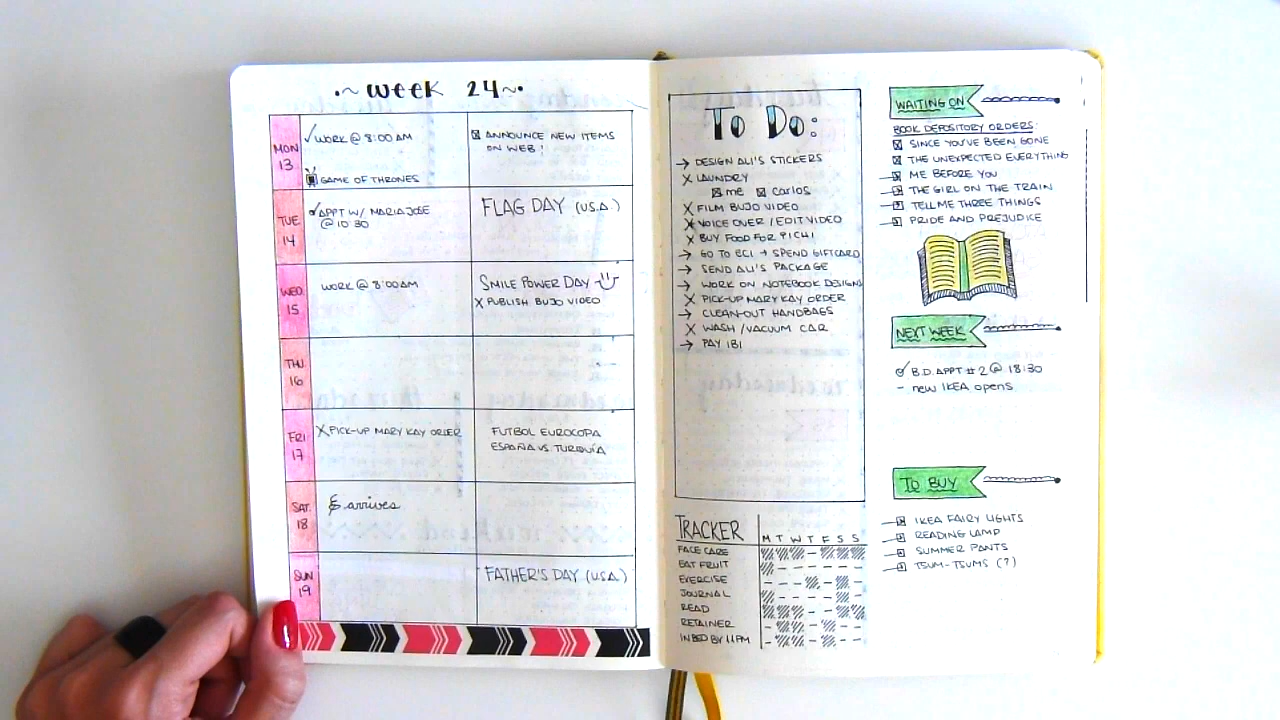 WEEK 24
MON 13
WORK @ 8:00AM
GAME OF THRONES
ANNOUNCE NEW ITEMS
ON WEB!
TUE 14
APPT W/ MARIA JOSE
@ 10:30
FLAG DAY (USA)
WED 15
WORK @ 8:00AM
SMILE POWER DAY
X PUBLISH BUJO VIDEO
THU 16
FRI 17
X PICK-UP MARY KAY ORDER
FUTBOL EUROCOPA
ESPAÑA VS TURQUÍA
SAT. 18
arrives
SUN 19
FATHER'S DAY (USA)
To Do:
→ DESIGN ALI'S STICKERS
X LAUNDRY
me carlos
X FILM BUJO VIDEO
X VOICE OVER / EDIT VIDEO
X BUY FOOD FOR PICHI
→ GO TO ECI → SPEND GIFTCARD
→ SEND ALI'S PACKAGE
→ WORK ON NOTEBOOK DESIGNS
X PICK-UP MARY KAY ORDER
→ CLEAN-OUT HANDBAGS
X WASH / VACUUM CAR
→ PAY IBI
TRACKER
M T W T F S S
FACE CARE
EAT FRUIT
EXERCISE
JOURNAL
READ
RETAINER
IN BED BY 11PM
WAITING ON
BOOK DEPOSITORY ORDERS:
SINCE YOU'VE BEEN GONE
THE UNEXPECTED EVERYTHING
ME BEFORE YOU
THE GIRL ON THE TRAIN
TELL ME THREE THINGS
PRIDE AND PREJUDICE
NEXT WEEK
B.D. APPT #2 @ 18:30
- new IKEA opens
TO BUY
IKEA FAIRY LIGHTS
READING LAMP
SUMMER PANTS
TSUM-TSUMS (?)